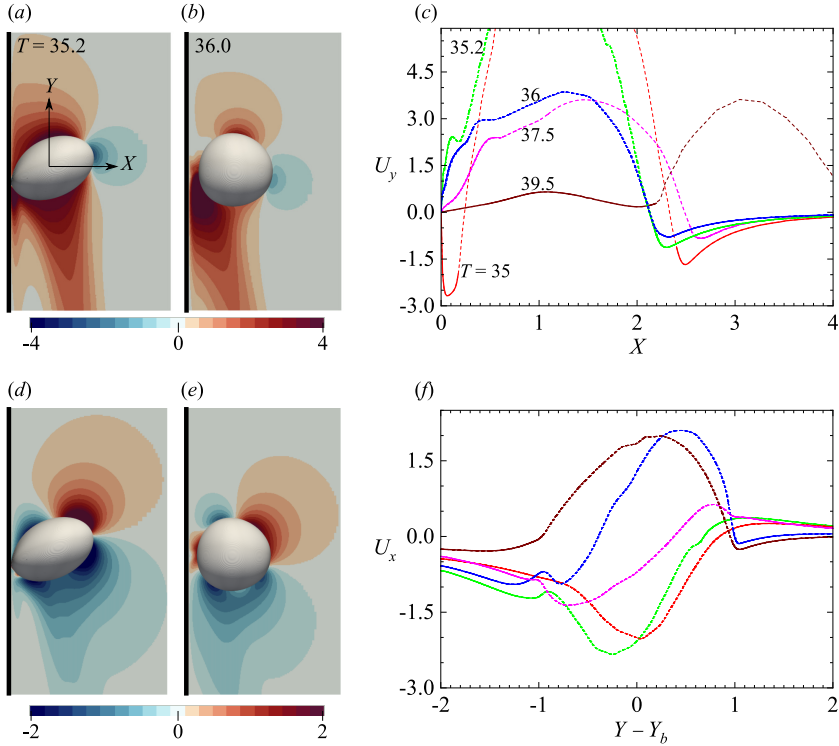 (a)
(b)
(c)
T = 35.2
36.0
Y
X
35.2
36
37.5
39.5
T = 35
4.5
3.0
1.5
0.0
-1.5
-3.0
U_y
0
1
2
3
4
X
-4
0
4
(d)
(e)
(f)
1.5
0.0
-1.5
-3.0
U_x
-2
-1
0
1
2
Y − Y_b
-2
0
2